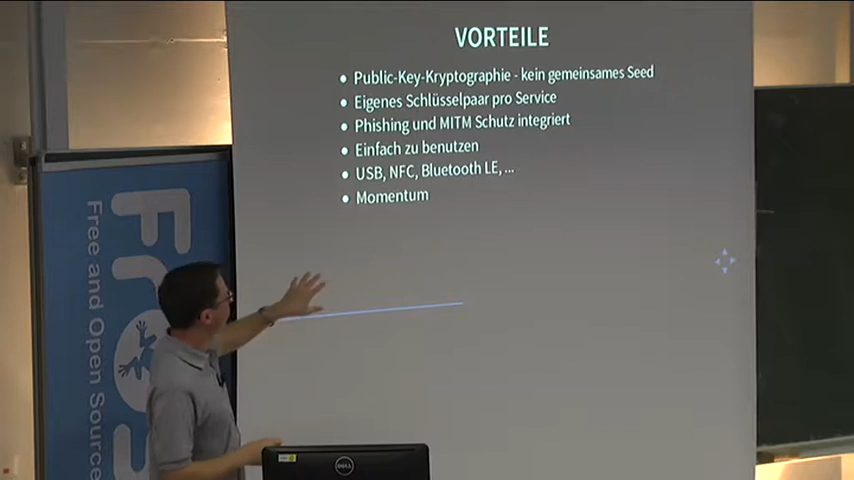 VORTEILE
Public-Key-Kryptographie - kein gemeinsames Seed
Eigenes Schlüsselpaar pro Service
Phishing und MITM Schutz integriert
Einfach zu benutzen
USB, NFC, Bluetooth LE, ...
Momentum
Free and Open Source
DELL